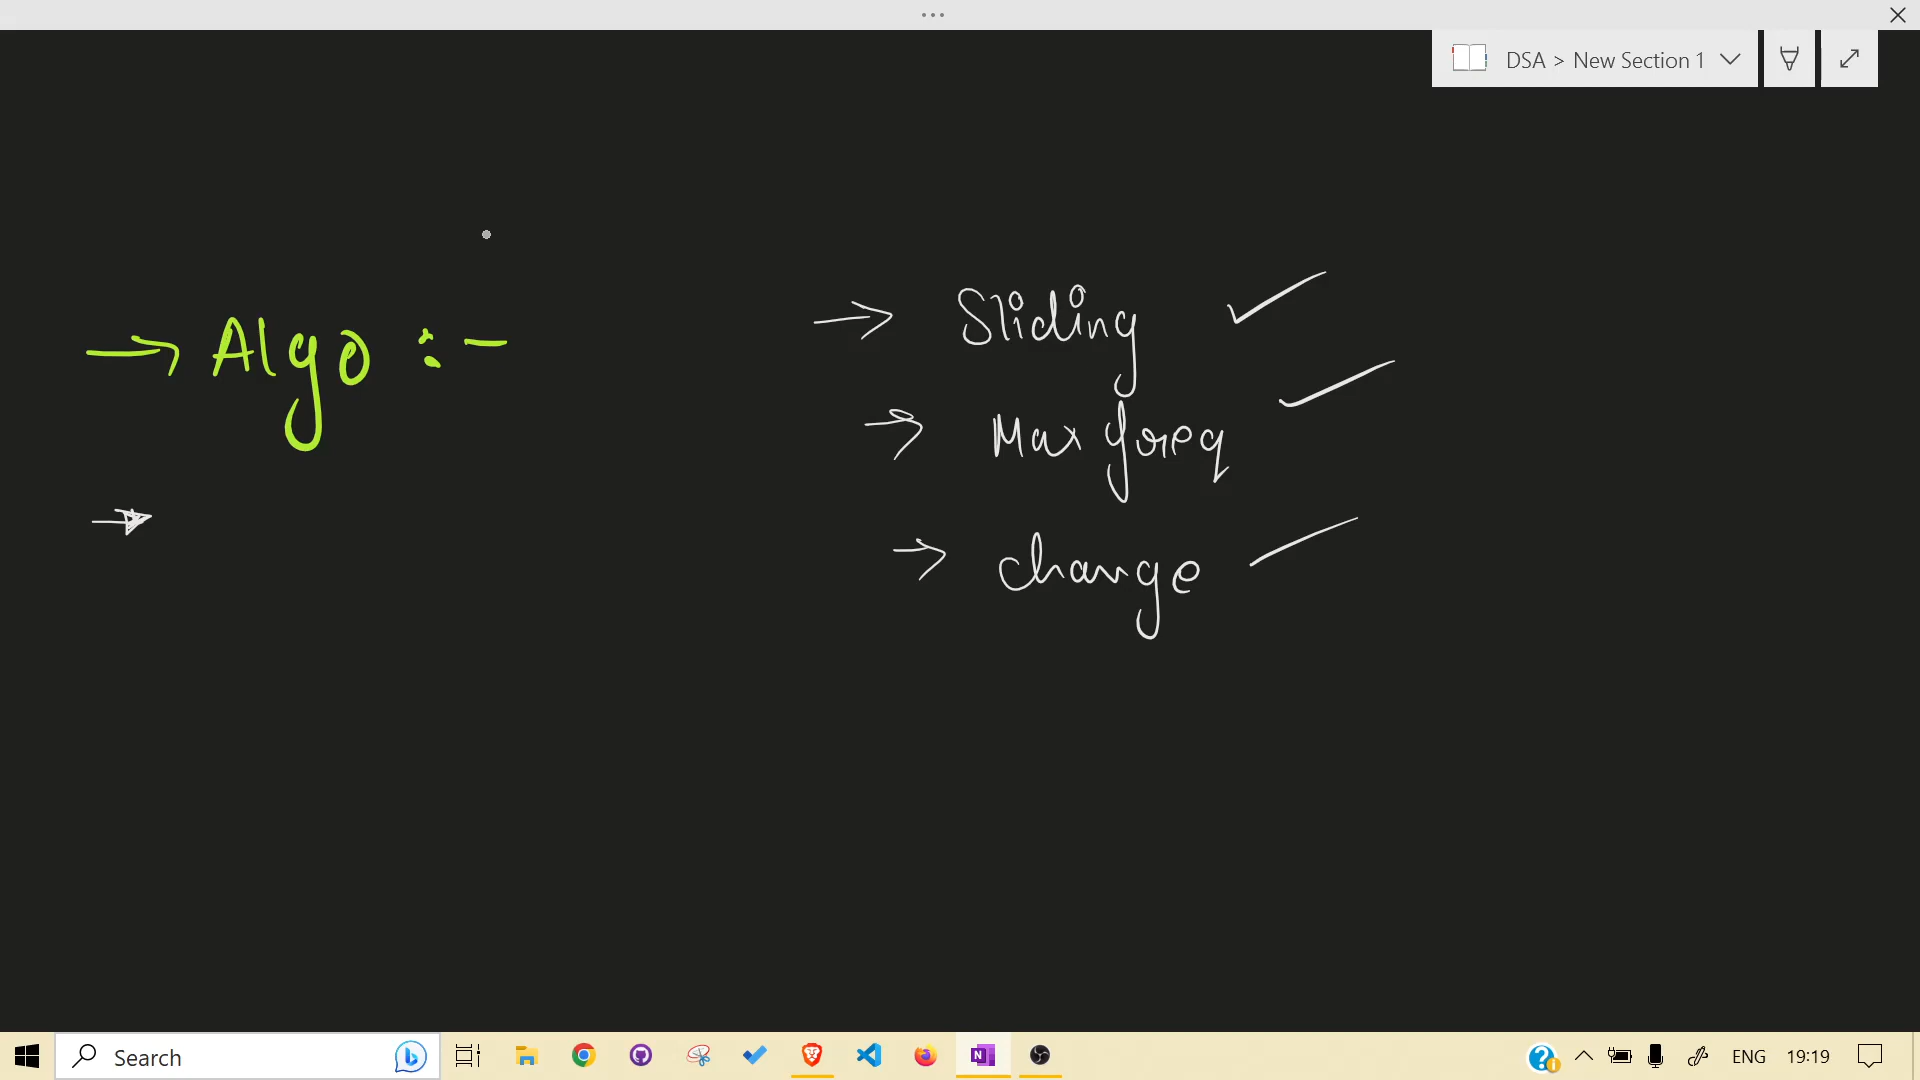 DSA > New Section 1
→ Algo :-
→
→ Sliding ✓
→ Max freq ✓
→ change
Search
ENG 19:19